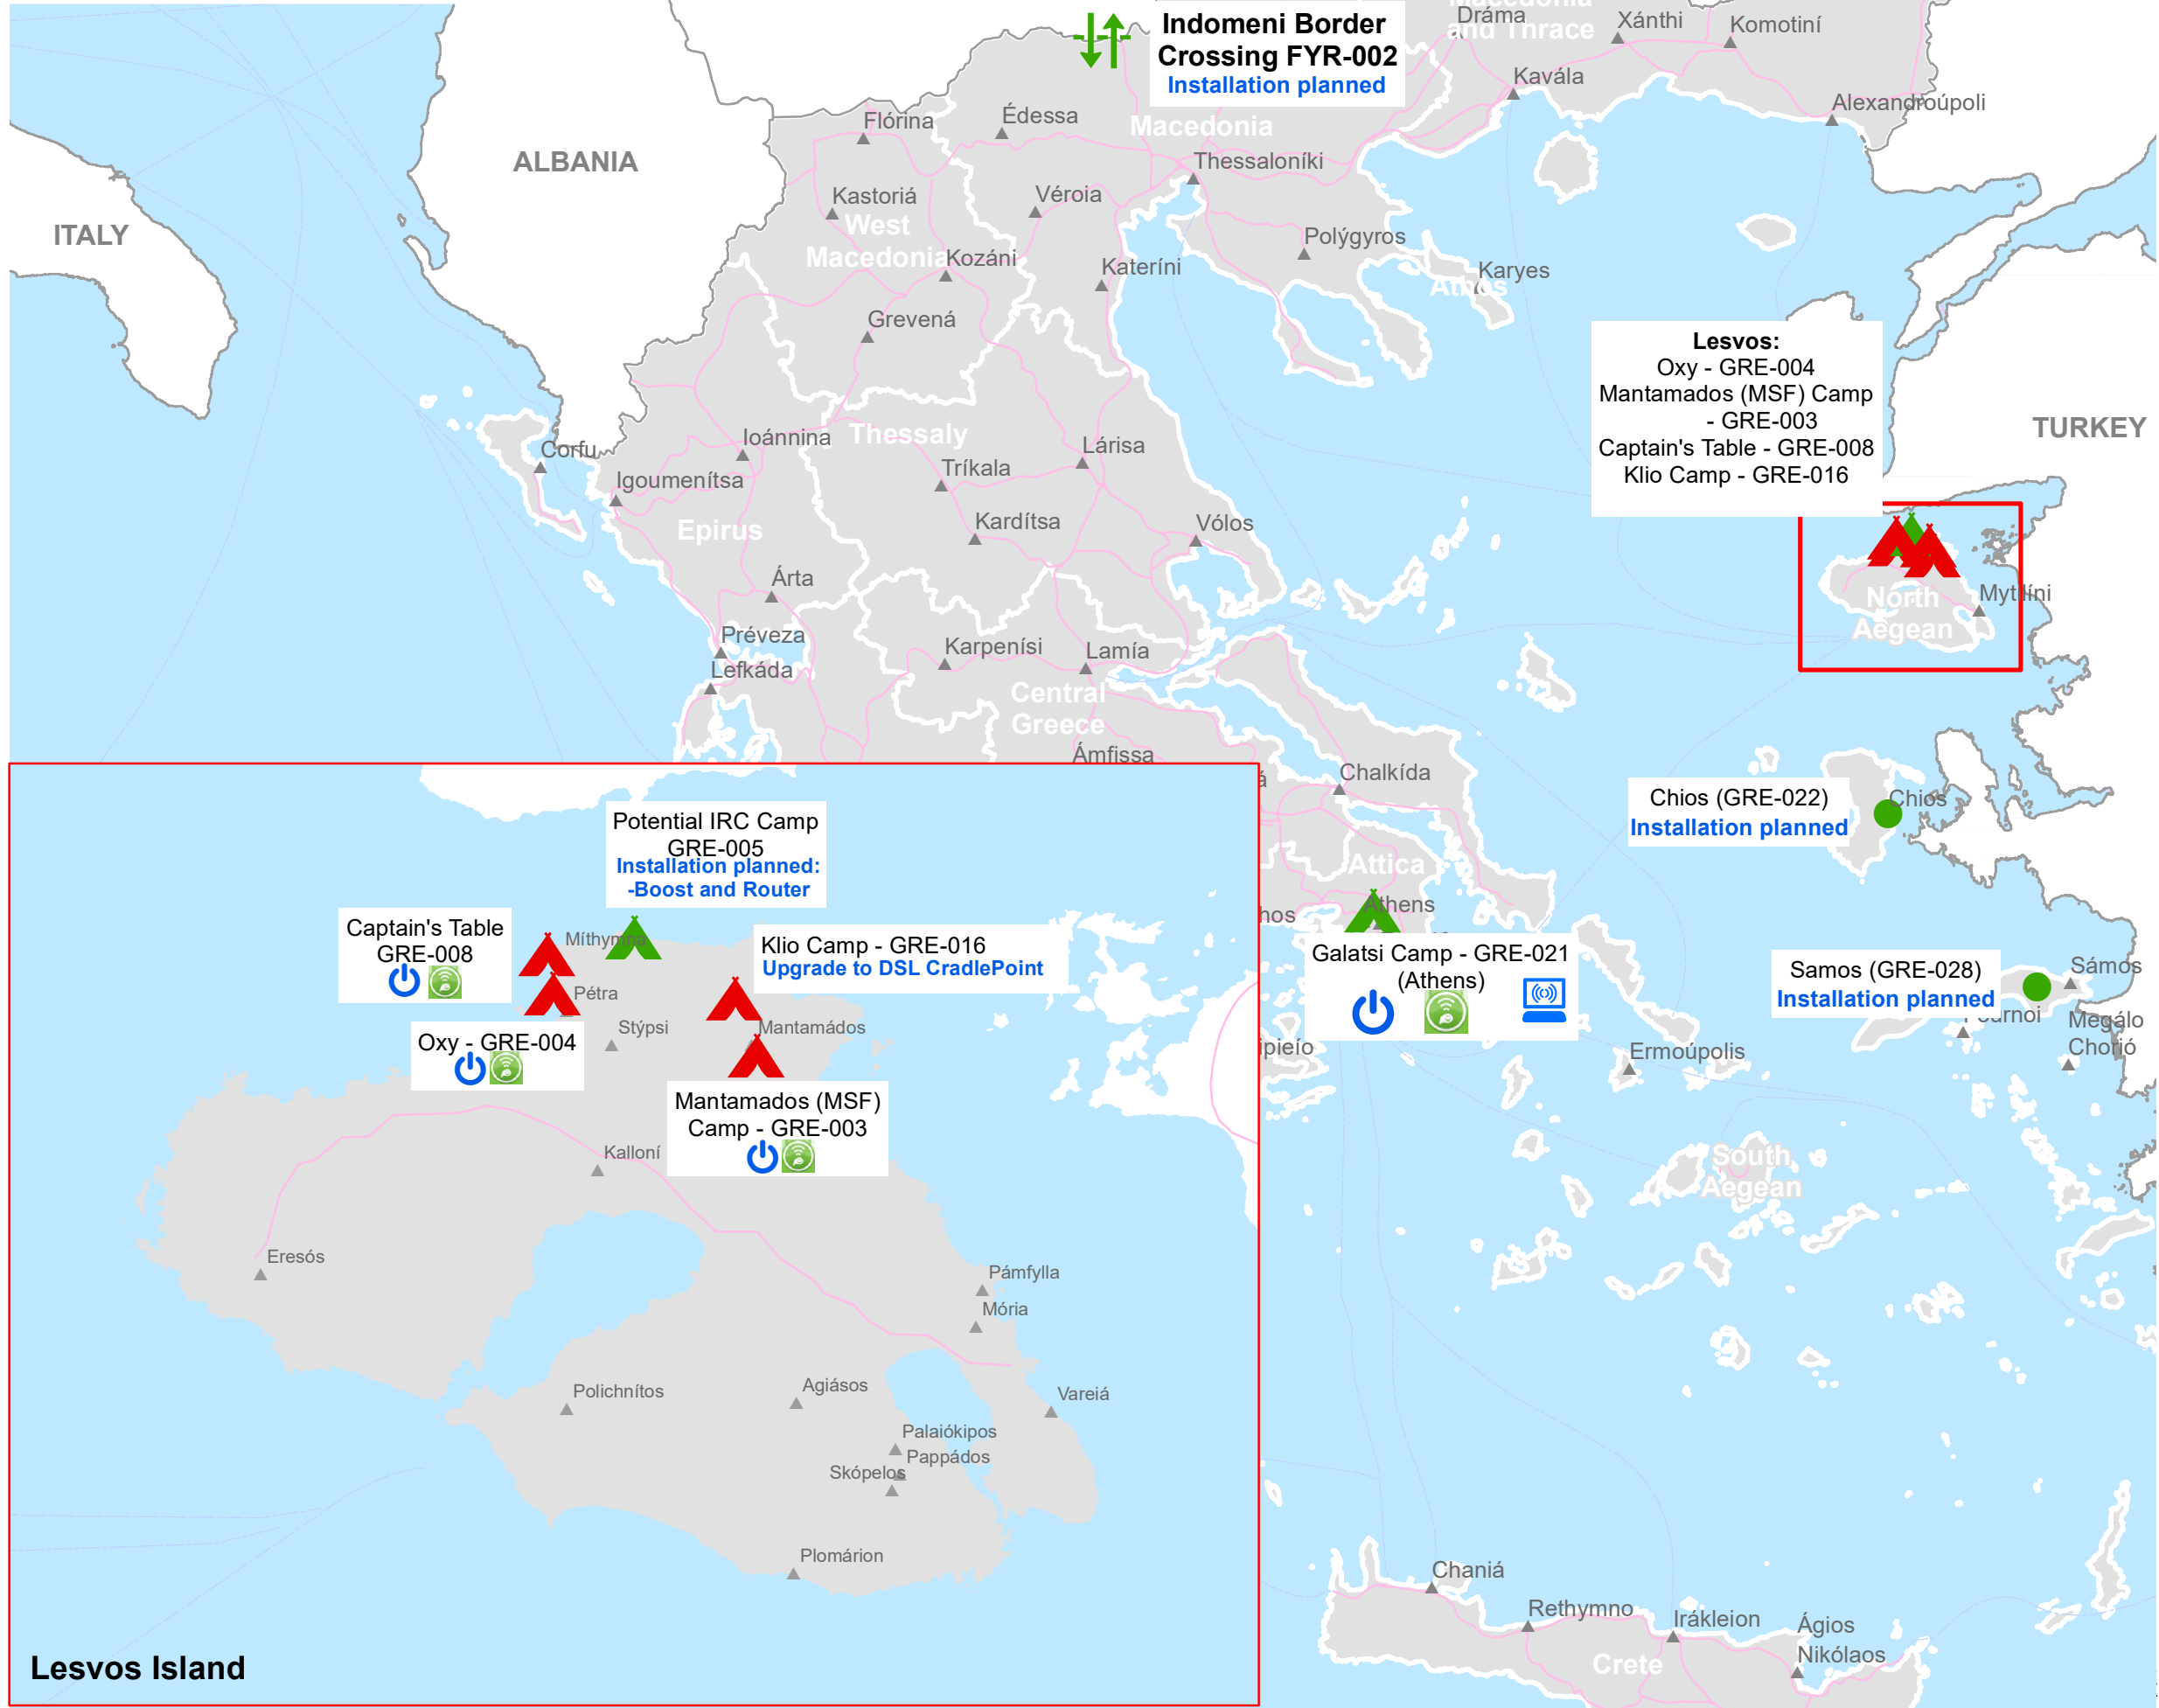 Indomeni Border
Crossing FYR-002
Installation planned
Macedonia
and Thrace
Dráma
Xánthi
Komotiní
Kavála
Alexandroúpoli
ALBANIA
ITALY
Flórina
Édessa
Macedonia
Thessaloníki
Kastoriá
Véroia
West
Macedonia
Kozáni
Polýgyros
Kateríni
Karyes
Athos
Grevená
Lesvos:
Oxy - GRE-004
Mantamados (MSF) Camp
- GRE-003
Captain's Table - GRE-008
Klio Camp - GRE-016
TURKEY
Corfu
Ioánnina
Thessaly
Lárisa
Igoumenítsa
Tríkala
Epirus
Kardítsa
Vólos
Árta
North
Aegean
Mytilíni
Préveza
Karpenísi
Lamía
Lefkáda
Central
Greece
Ámfissa
Chalkída
Chios (GRE-022)
Installation planned
Chios
Attica
Athens
Galatsi Camp - GRE-021
(Athens)
Samos (GRE-028)
Installation planned
Sámos
Megálo
Chorió
Ermoúpolis
South
Aegean
Chaniá
Rethymno
Irákleion
Ágios
Nikólaos
Crete
Potential IRC Camp
GRE-005
Installation planned:
-Boost and Router
Captain's Table
GRE-008
Míthymna
Klio Camp - GRE-016
Upgrade to DSL CradlePoint
Pétra
Stýpsi
Mantamádos
Oxy - GRE-004
Mantamados (MSF)
Camp - GRE-003
Kalloní
Eresós
Pámfylla
Mória
Polichnítos
Agiásos
Vareiá
Palaiókipos
Pappádos
Skópelos
Plomárion
Lesvos Island